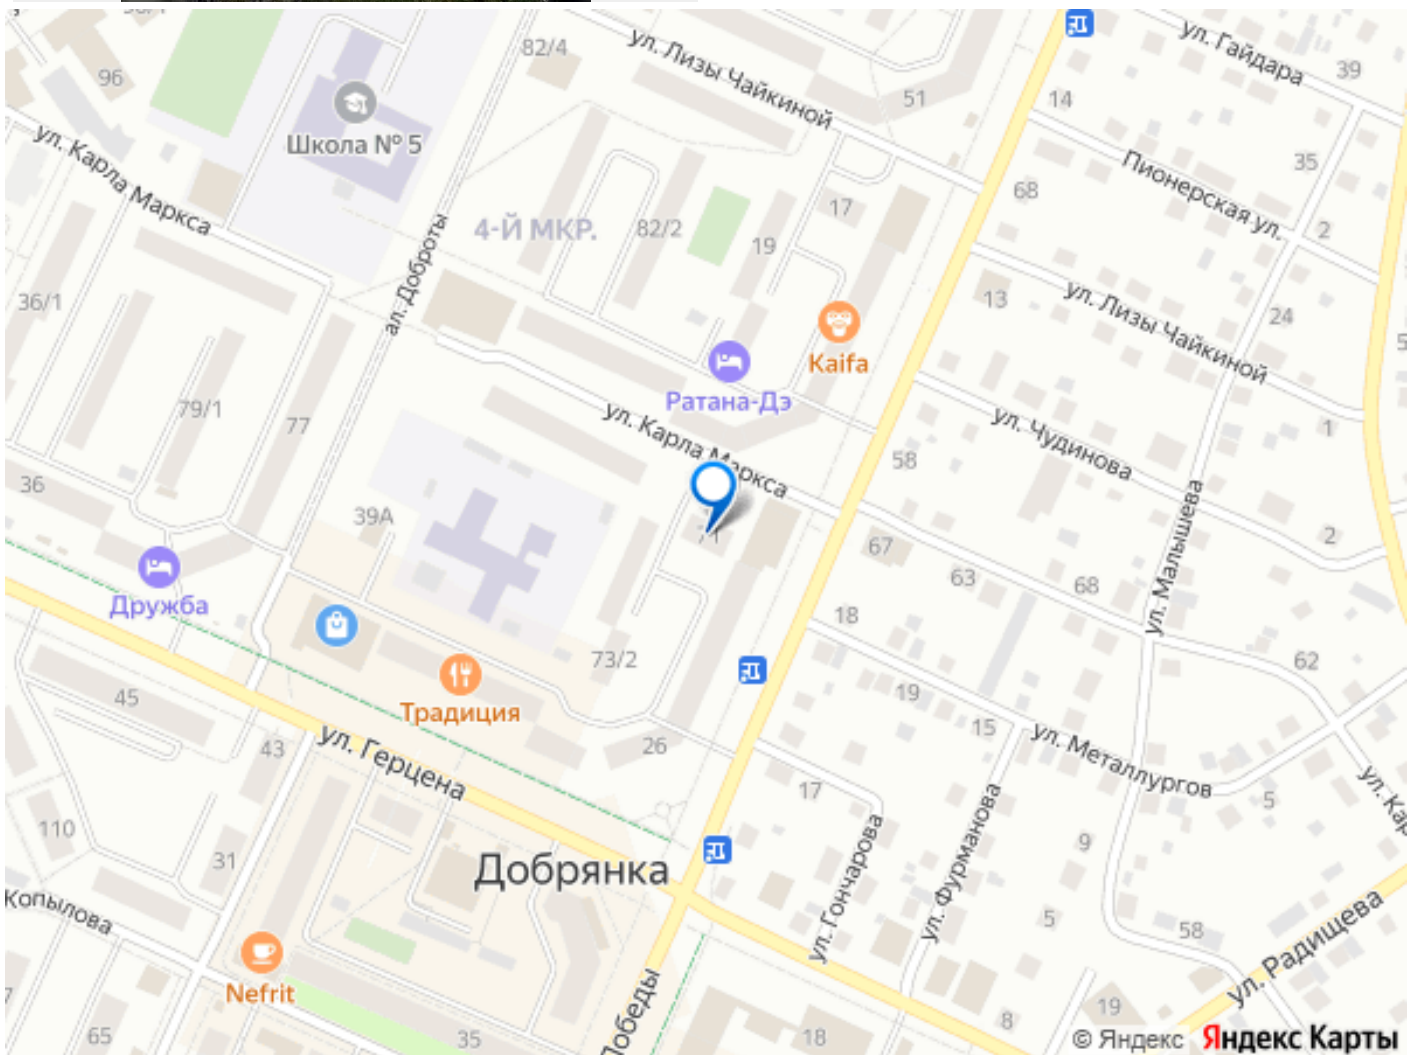 82/4
ул. Лизы Чайкиной
ул. Гайдара
39
96
51
14
Школа № 5
ул. Карла Маркса
Пионерская ул.
35
68
17
2
4-Й МКР.
82/2
19
ал. Доброты
36/1
13
ул. Лизы Чайкиной
24
Kaifa
Ратана-Дэ
79/1
77
ул. Карла Маркса
ул. Чудинова
1
58
36
39А
71
67
2
ул. Малышева
63
68
Дружба
18
73/2
62
Традиция
19
45
43
26
15
ул. Герцена
ул. Металлургов
17
5
ул. Кар
110
31
Добрянка
ул. Гончарова
ул. Фурманова
9
Копылова
5
58
ул. Радищева
Nefrit
Победы
65
35
18
8
19
© Яндекс Яндекс Карты